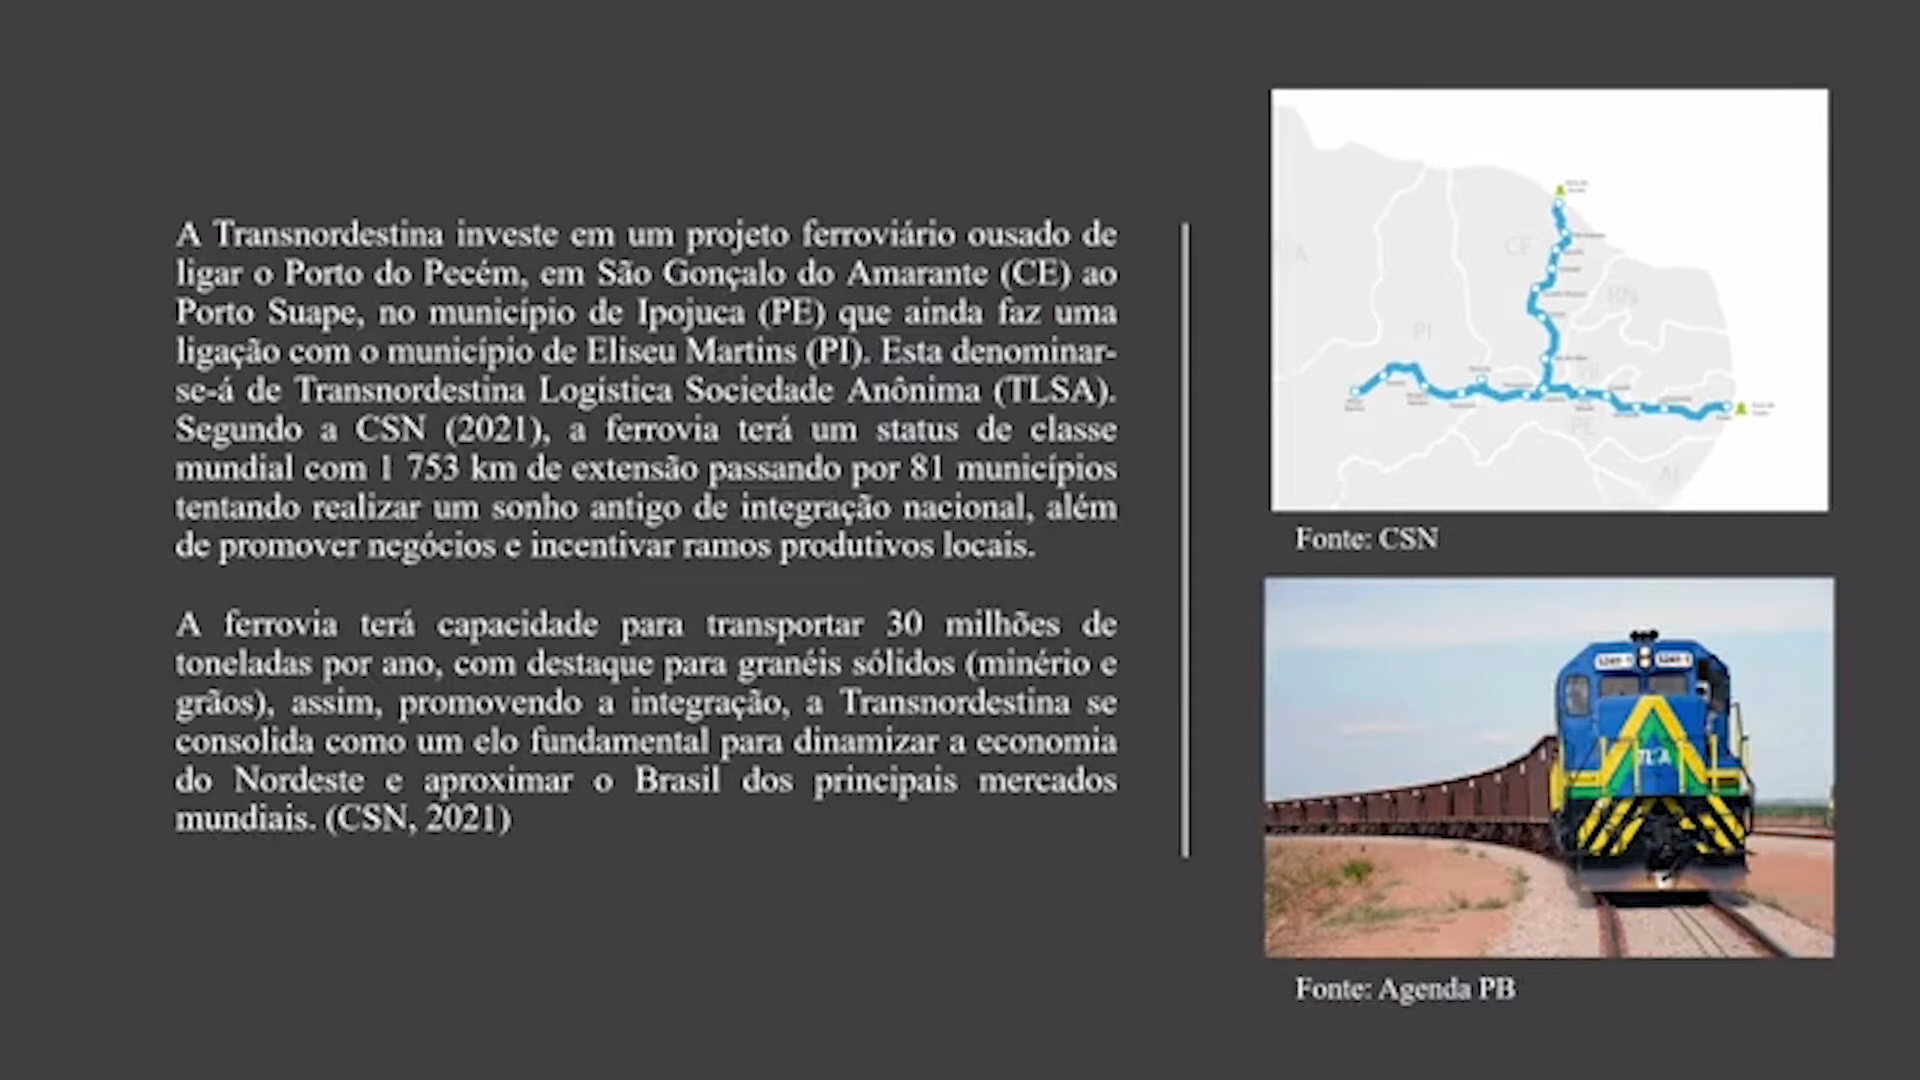 A Transnordestina investe em um projeto ferroviário ousado de
ligar o Porto do Pecém, em São Gonçalo do Amarante (CE) ao
Porto Suape, no município de Ipojuca (PE) que ainda faz uma
ligação com o município de Eliseu Martins (PI). Esta denominar-
se-á de Transnordestina Logística Sociedade Anônima (TLSA).
Segundo a CSN (2021), a ferrovia terá um status de classe
mundial com 1 753 km de extensão passando por 81 municípios
tentando realizar um sonho antigo de integração nacional, além
de promover negócios e incentivar ramos produtivos locais.
A ferrovia terá capacidade para transportar 30 milhões de
toneladas por ano, com destaque para granéis sólidos (minério e
grãos), assim, promovendo a integração, a Transnordestina se
consolida como um elo fundamental para dinamizar a economia
do Nordeste e aproximar o Brasil dos principais mercados
mundiais. (CSN, 2021)
CE
RN
PI
PE
Fonte: CSN
TLSA
Fonte: Agenda PB